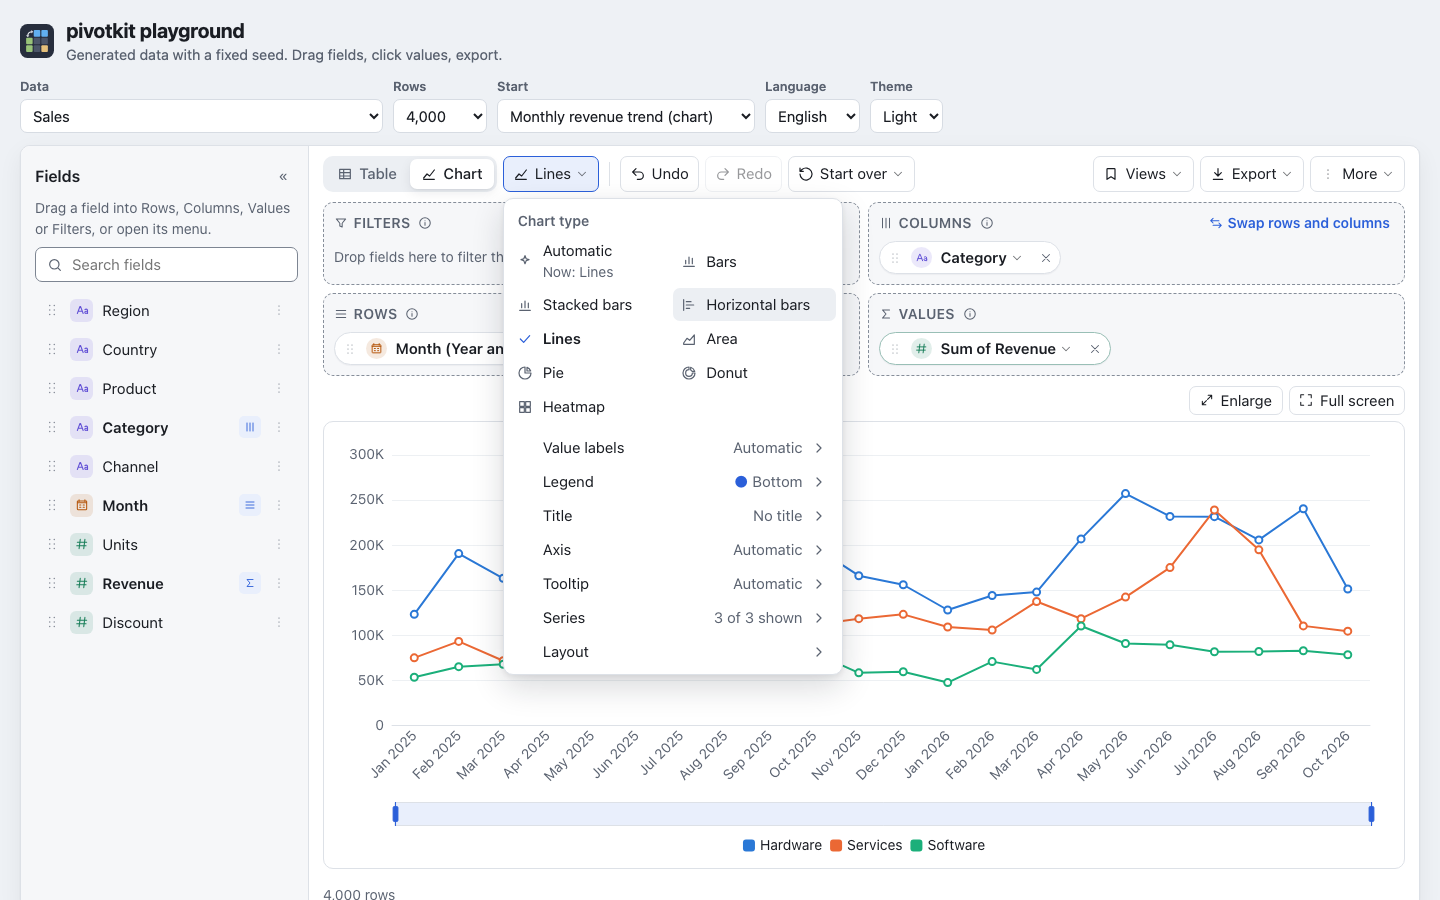 pivotkit playground
Generated data with a fixed seed. Drag fields, click values, export.
Data
Rows
Start
Language
Theme
Sales
4,000
Monthly revenue trend (chart)
English
Light
Fields
«
Drag a field into Rows, Columns, Values
or Filters, or open its menu.
Search fields
Aa Region
Aa Country
Aa Product
Aa Category
Aa Channel
Month
# Units
# Revenue Σ
# Discount
Table
Chart
Lines
Undo
Redo
Start over
Views
Export
More
FILTERS
Drop fields here to filter th
COLUMNS
Swap rows and columns
Aa Category
ROWS
Month (Year an
Σ VALUES
# Sum of Revenue
Enlarge
Full screen
Chart type
Automatic
Now: Lines
Bars
Stacked bars
Horizontal bars
Lines
Area
Pie
Donut
Heatmap
Value labels Automatic
Legend Bottom
Title No title
Axis Automatic
Tooltip Automatic
Series 3 of 3 shown
Layout
300K
250K
200K
150K
100K
50K
0
Jan 2025
Feb 2025
Mar 2025
Apr 2025
May 2025
Jun 2025
Jul 2025
Aug 2025
Sep 2025
Oct 2025
Nov 2025
Dec 2025
Jan 2026
Feb 2026
Mar 2026
Apr 2026
May 2026
Jun 2026
Jul 2026
Aug 2026
Sep 2026
Oct 2026
Hardware Services Software
4,000 rows